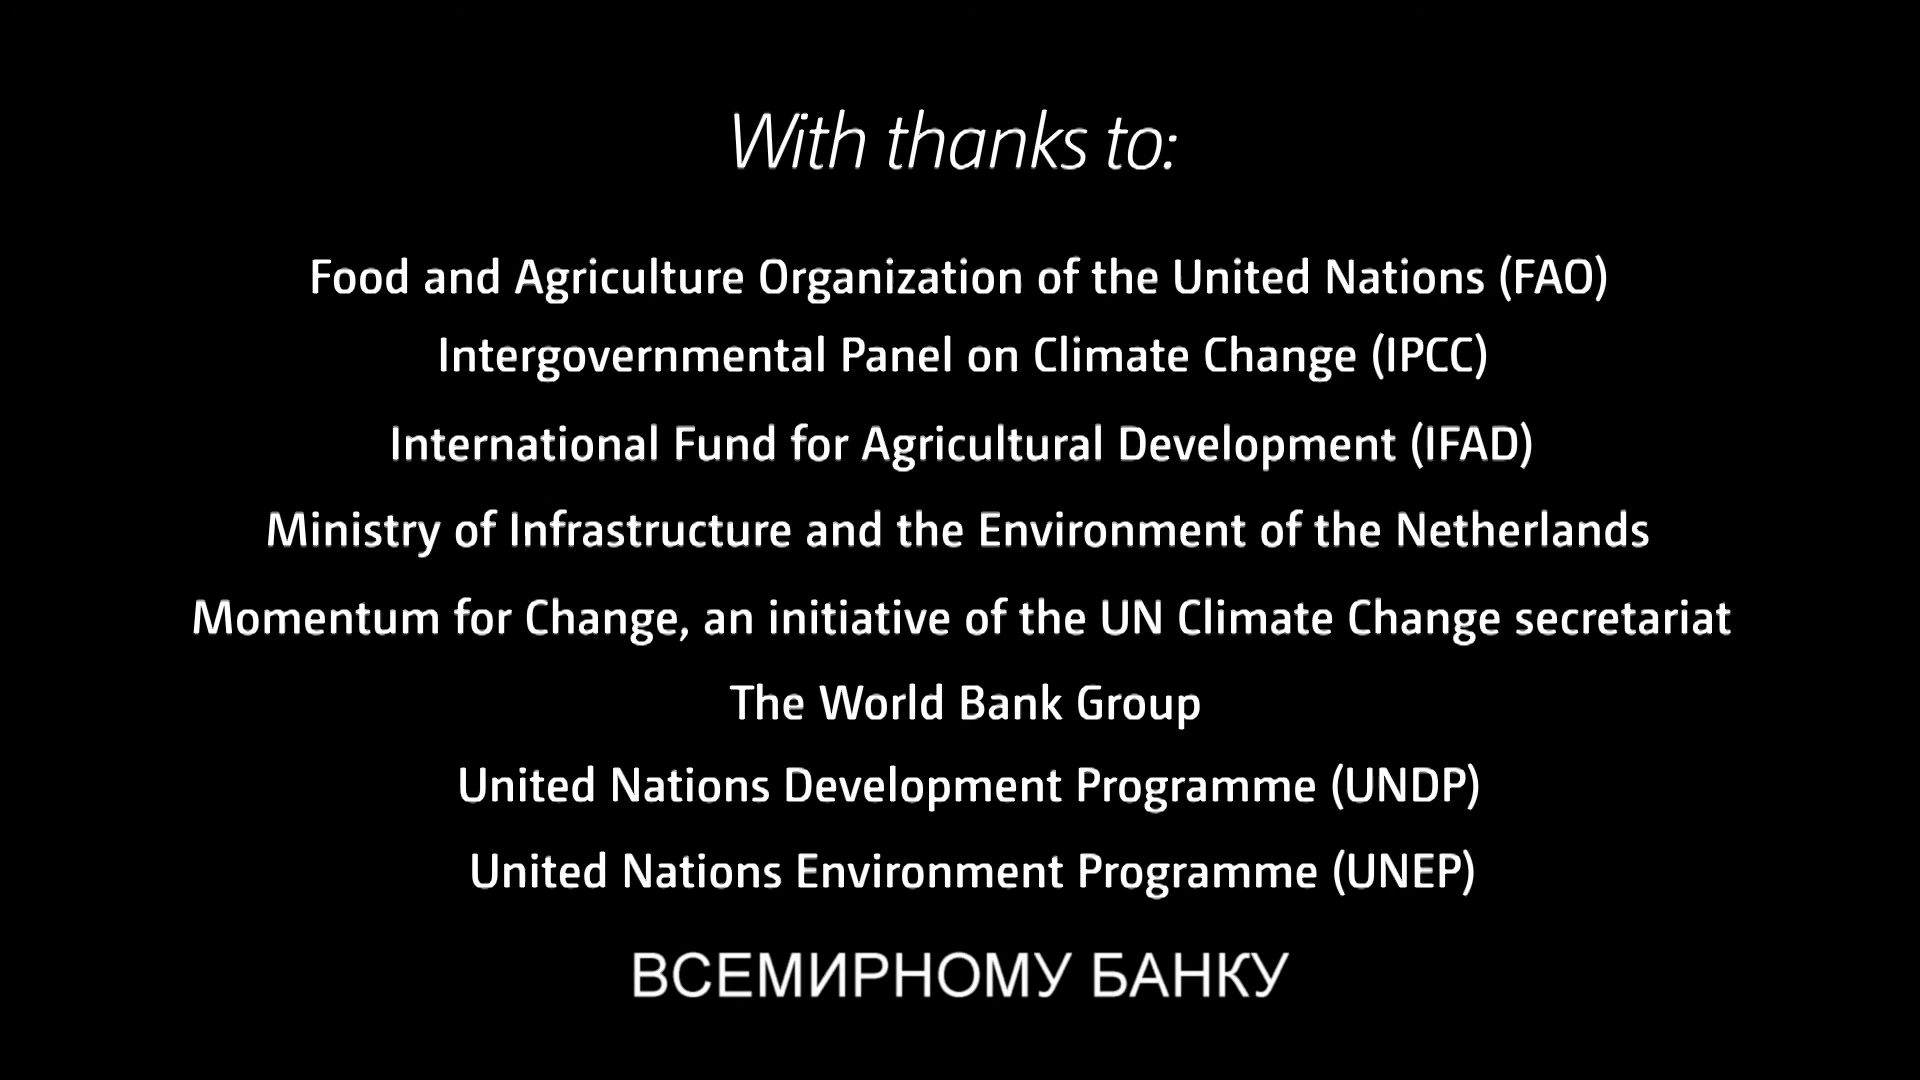 With thanks to:
Food and Agriculture Organization of the United Nations (FAO)
Intergovernmental Panel on Climate Change (IPCC)
International Fund for Agricultural Development (IFAD)
Ministry of Infrastructure and the Environment of the Netherlands
Momentum for Change, an initiative of the UN Climate Change secretariat
The World Bank Group
United Nations Development Programme (UNDP)
United Nations Environment Programme (UNEP)
ВСЕМИРНОМУ БАНКУ